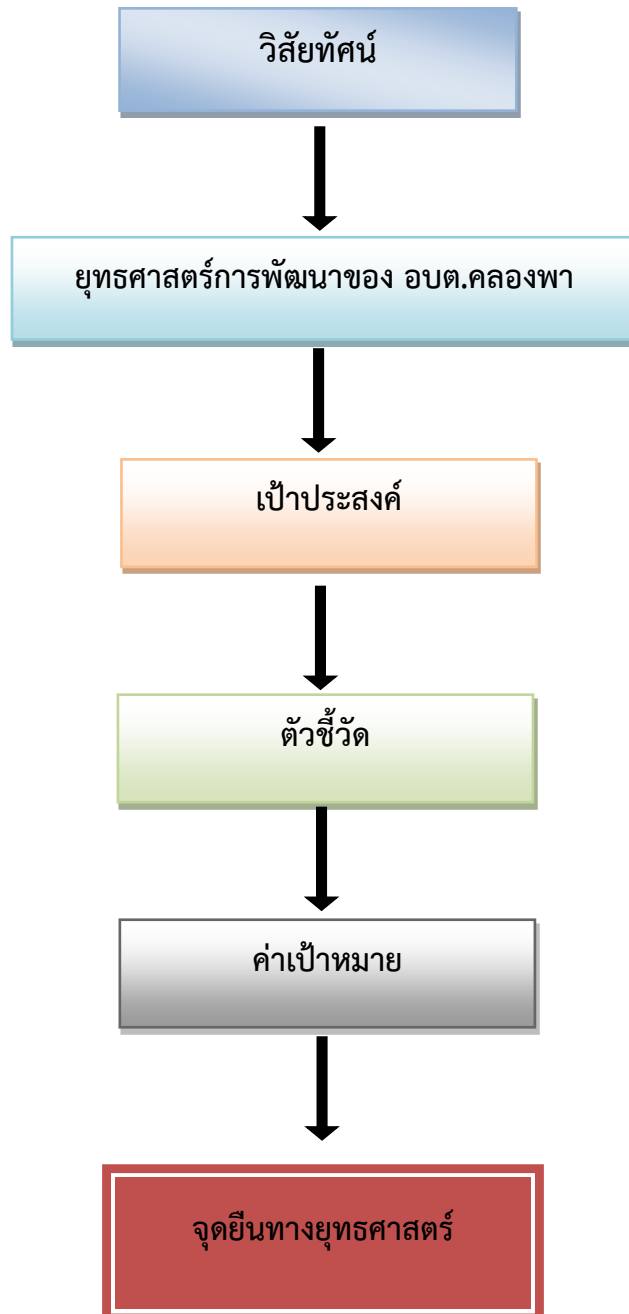 วิสัยทัศน์
ยุทธศาสตร์การพัฒนาของ อบต.คลองพา
เป้าประสงค์
ตัวชี้วัด
ค่าเป้าหมาย
จุดยืนทางยุทธศาสตร์